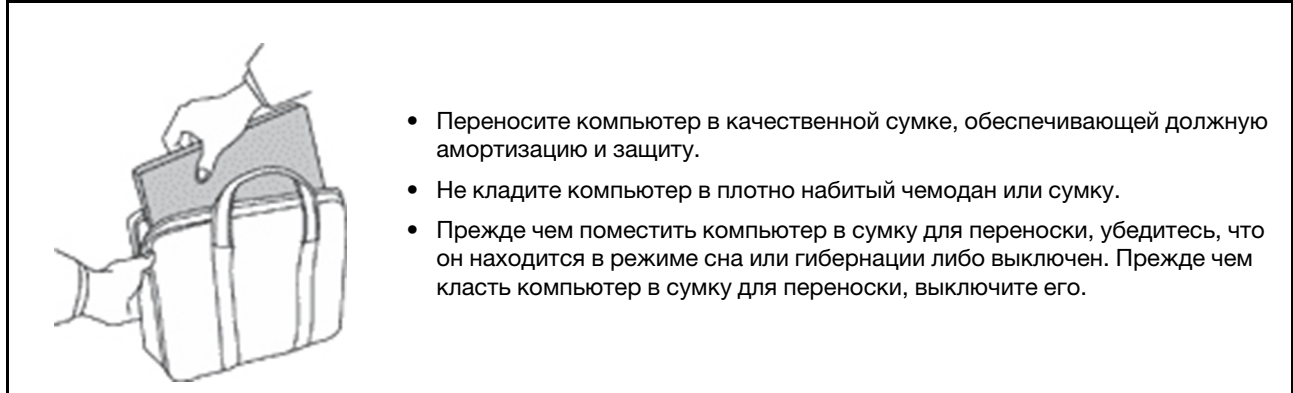 • Переносите компьютер в качественной сумке, обеспечивающей должную
амортизацию и защиту.
• Не кладите компьютер в плотно набитый чемодан или сумку.
• Прежде чем поместить компьютер в сумку для переноски, убедитесь, что
он находится в режиме сна или гибернации либо выключен. Прежде чем
класть компьютер в сумку для переноски, выключите его.